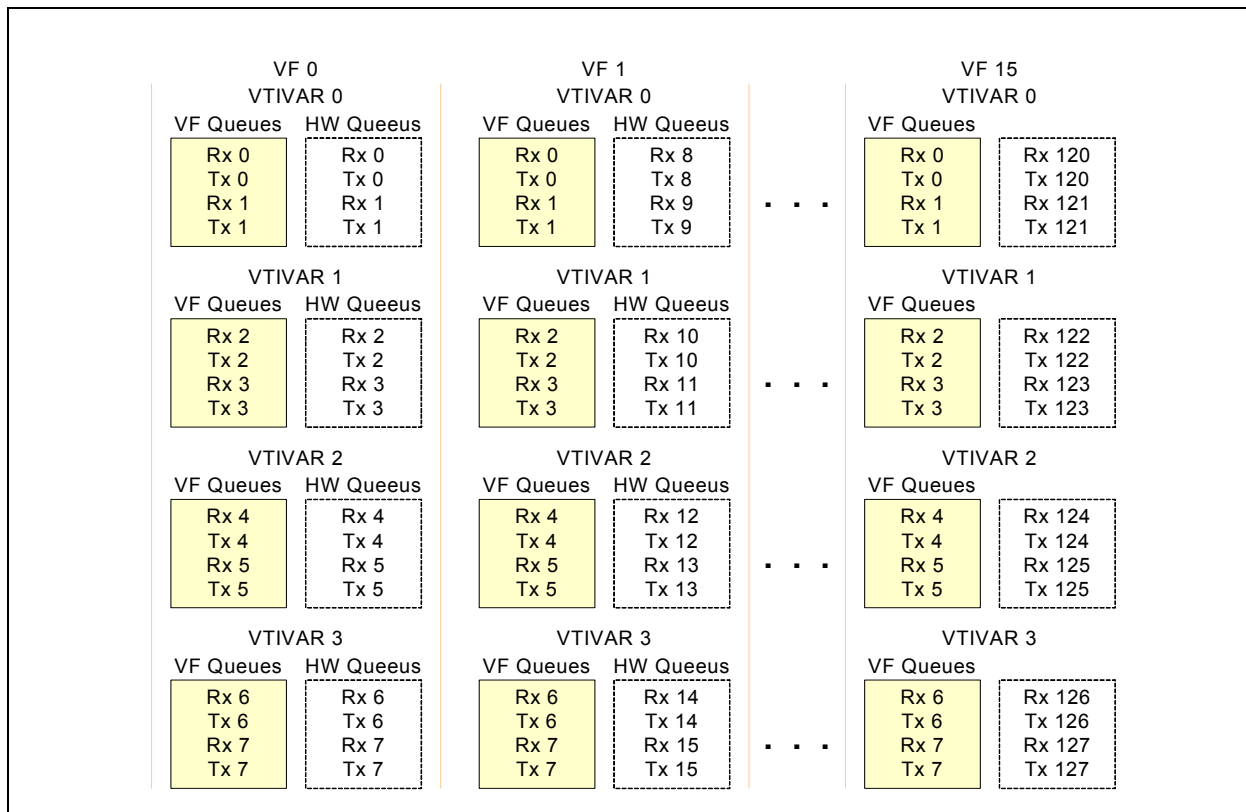 VF 0
VTIVAR 0
VF Queues HW Queeus
Rx 0
Tx 0
Rx 1
Tx 1
Rx 0
Tx 0
Rx 1
Tx 1
VTIVAR 1
VF Queues HW Queeus
Rx 2
Tx 2
Rx 3
Tx 3
Rx 2
Tx 2
Rx 3
Tx 3
VTIVAR 2
VF Queues HW Queeus
Rx 4
Tx 4
Rx 5
Tx 5
Rx 4
Tx 4
Rx 5
Tx 5
VTIVAR 3
VF Queues HW Queeus
Rx 6
Tx 6
Rx 7
Tx 7
Rx 6
Tx 6
Rx 7
Tx 7
VF 1
VTIVAR 0
VF Queues HW Queeus
Rx 0
Tx 0
Rx 1
Tx 1
Rx 8
Tx 8
Rx 9
Tx 9
VTIVAR 1
VF Queues HW Queeus
Rx 2
Tx 2
Rx 3
Tx 3
Rx 10
Tx 10
Rx 11
Tx 11
VTIVAR 2
VF Queues HW Queeus
Rx 4
Tx 4
Rx 5
Tx 5
Rx 12
Tx 12
Rx 13
Tx 13
VTIVAR 3
VF Queues HW Queeus
Rx 6
Tx 6
Rx 7
Tx 7
Rx 14
Tx 14
Rx 15
Tx 15
. . .
. . .
. . .
. . .
VF 15
VTIVAR 0
VF Queues
Rx 0
Tx 0
Rx 1
Tx 1
Rx 120
Tx 120
Rx 121
Tx 121
VTIVAR 1
VF Queues
Rx 2
Tx 2
Rx 3
Tx 3
Rx 122
Tx 122
Rx 123
Tx 123
VTIVAR 2
VF Queues
Rx 4
Tx 4
Rx 5
Tx 5
Rx 124
Tx 124
Rx 125
Tx 125
VTIVAR 3
VF Queues
Rx 6
Tx 6
Rx 7
Tx 7
Rx 126
Tx 126
Rx 127
Tx 127